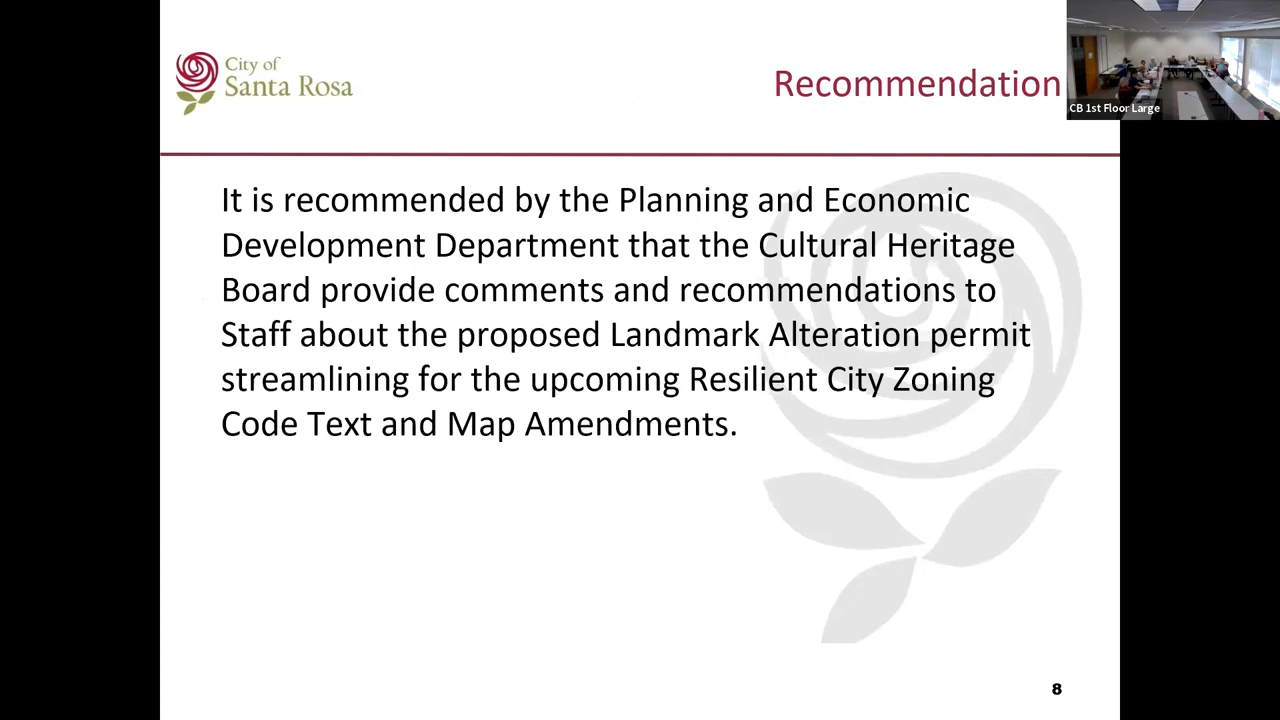 City of
Santa Rosa
Recommendation
CB 1st Floor Large
It is recommended by the Planning and Economic
Development Department that the Cultural Heritage
Board provide comments and recommendations to
Staff about the proposed Landmark Alteration permit
streamlining for the upcoming Resilient City Zoning
Code Text and Map Amendments.
8